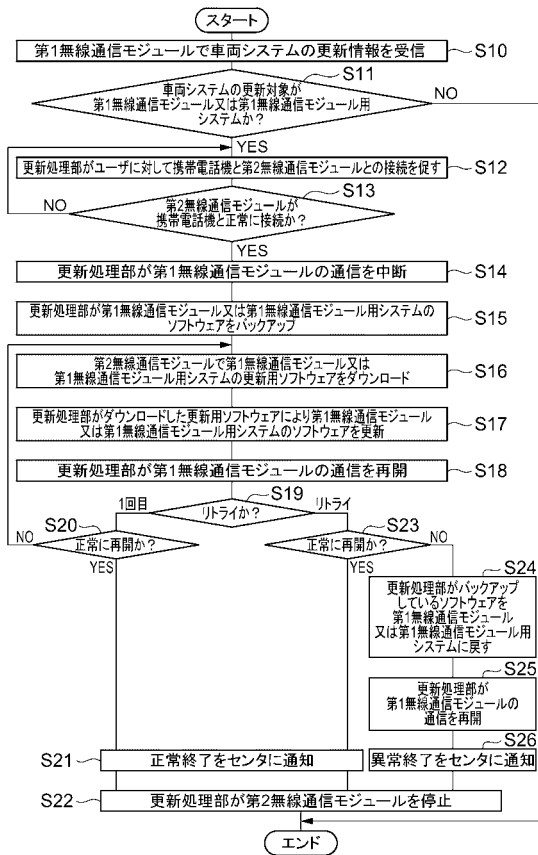 スタート
第1無線通信モジュールで車両システムの更新情報を受信
S10
S11
車両システムの更新対象が
第1無線通信モジュール又は第1無線通信モジュール用
システムか？
NO
YES
更新処理部がユーザに対して携帯電話機と第2無線通信モジュールとの接続を促す
S12
S13
第2無線通信モジュールが
携帯電話機と正常に接続か？
NO
YES
更新処理部が第1無線通信モジュールの通信を中断
S14
更新処理部が第1無線通信モジュール又は第1無線通信モジュール用システムの
ソフトウェアをバックアップ
S15
第2無線通信モジュールで第1無線通信モジュール又は
第1無線通信モジュール用システムの更新用ソフトウェアをダウンロード
S16
更新処理部がダウンロードした更新用ソフトウェアにより第1無線通信モジュール
又は第1無線通信モジュール用システムのソフトウェアを更新
S17
更新処理部が第1無線通信モジュールの通信を再開
S18
S19
リトライか？
1回目
リトライ
S20
正常に再開か？
NO
YES
S23
正常に再開か？
NO
YES
S24
更新処理部がバックアップ
しているソフトウェアを
第1無線通信モジュール
又は第1無線通信モジュール用
システムに戻す
S25
更新処理部が
第1無線通信モジュールの
通信を再開
S26
S21
正常終了をセンタに通知
異常終了をセンタに通知
S22
更新処理部が第2無線通信モジュールを停止
エンド